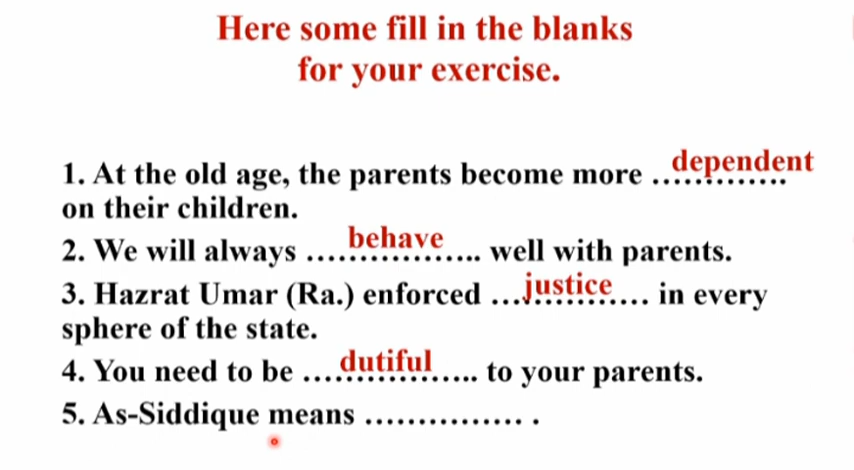 Here some fill in the blanks
for your exercise.
1. At the old age, the parents become more ..dependent..
on their children.
2. We will always ....behave.... well with parents.
3. Hazrat Umar (Ra.) enforced ...justice.... in every
sphere of the state.
4. You need to be ....dutiful..... to your parents.
5. As-Siddique means ............... .